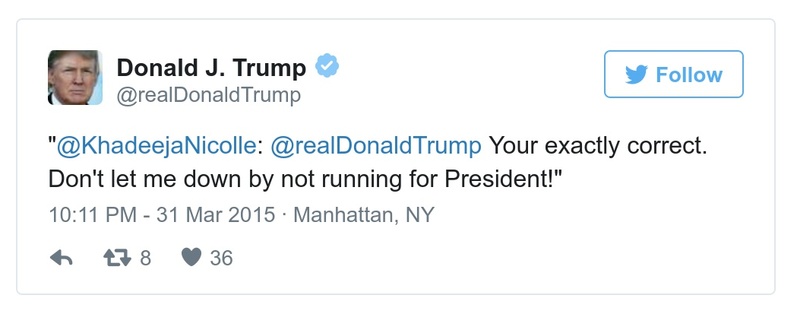 Donald J. Trump
@realDonaldTrump
Follow
"@KhadeejaNicolle: @realDonaldTrump Your exactly correct.
Don't let me down by not running for President!"
10:11 PM - 31 Mar 2015 · Manhattan, NY
8 36